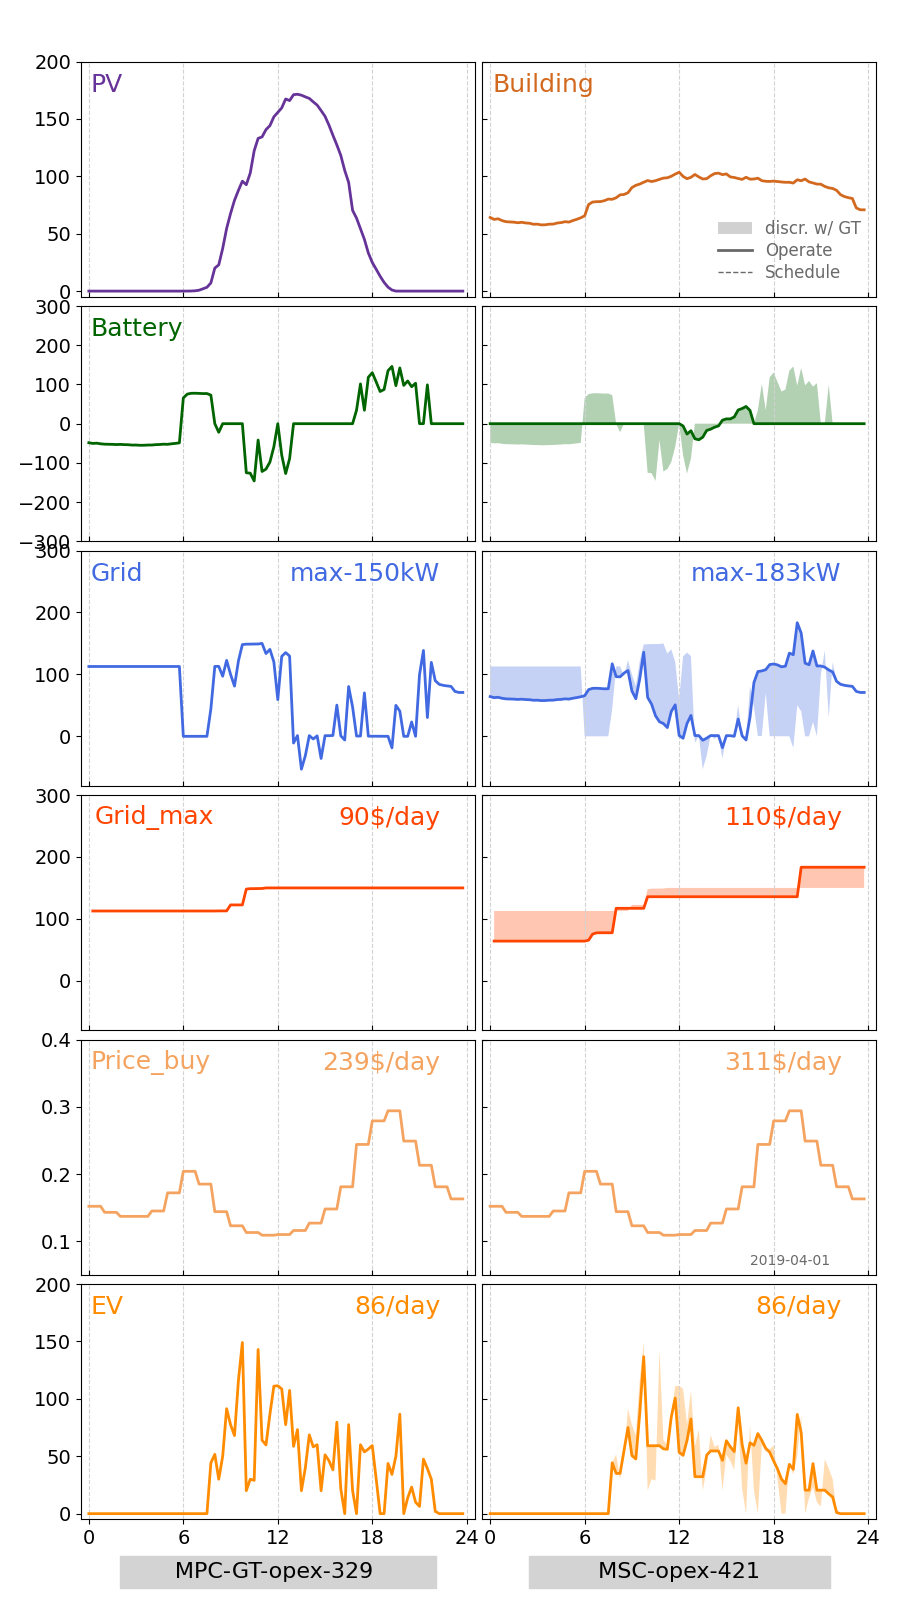 200
PV
Building
150
100
50
discr. w/ GT
Operate
Schedule
0
300
Battery
200
100
0
−100
−200
−300
300
Grid max-150kW
max-183kW
200
100
0
300
Grid_max 90$/day
110$/day
200
100
0
0.4
Price_buy 239$/day
311$/day
0.3
0.2
0.1
2019-04-01
200
EV 86/day
86/day
150
100
50
0
0 6 12 18 24 0 6 12 18 24
MPC-GT-opex-329
MSC-opex-421